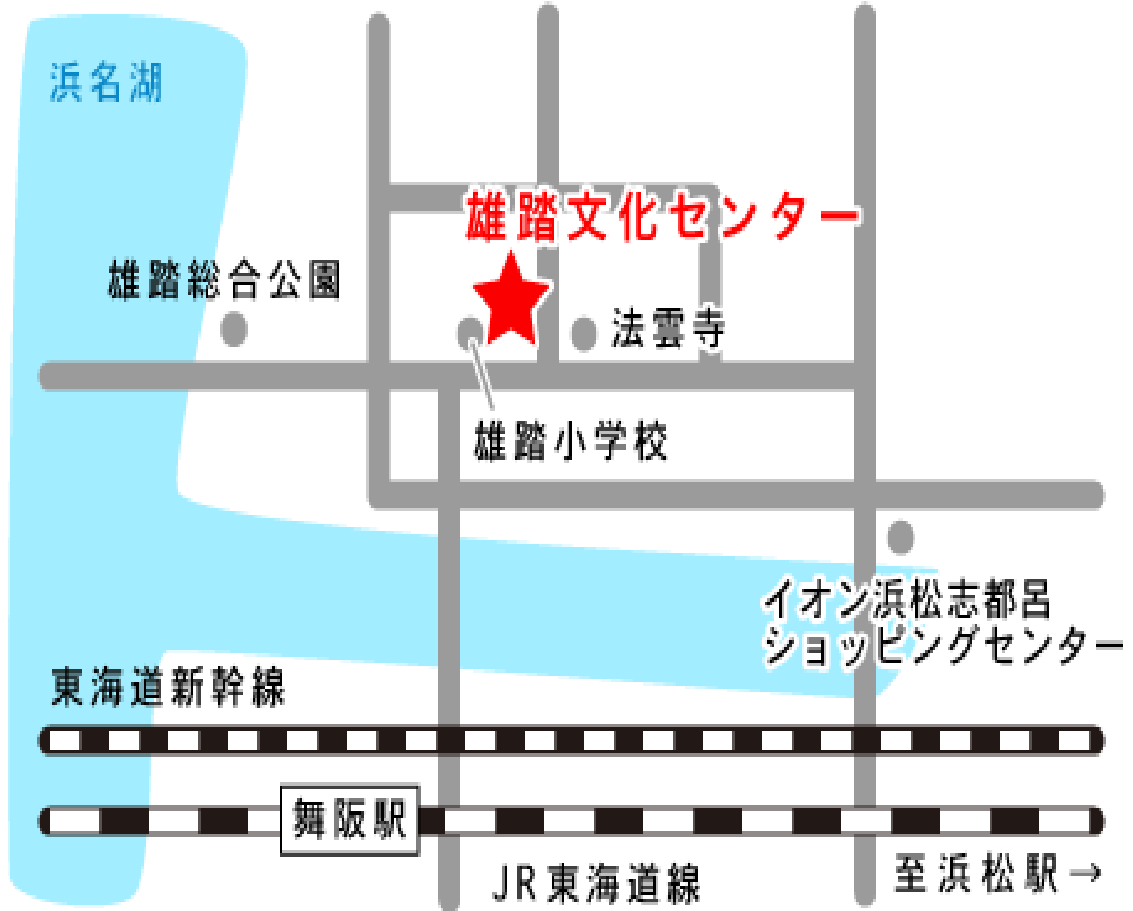 浜名湖
雄踏文化センター
雄踏総合公園
法雲寺
雄踏小学校
イオン浜松志都呂
ショッピングセンター
東海道新幹線
舞阪駅
JR東海道線
至浜松駅→